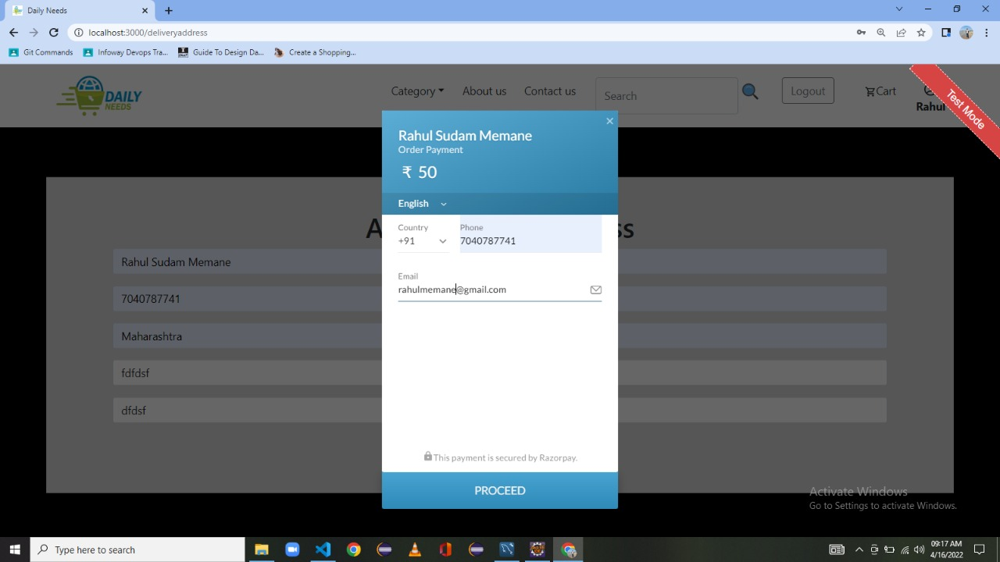 Daily Needs
localhost:3000/deliveryaddress
Git Commands
Infoway Devops Tra...
Guide To Design Da...
Create a Shopping...
DAILY
NEEDS
Category
About us
Contact us
Search
Logout
Cart
Rahul
Test Mode
Rahul Sudam Memane
Order Payment
₹ 50
English
Country
+91
Phone
7040787741
Email
rahulmemane@gmail.com
This payment is secured by Razorpay.
PROCEED
A
ss
Rahul Sudam Memane
7040787741
Maharashtra
fdfdsf
dfdsf
Activate Windows
Go to Settings to activate Windows.
Type here to search
09:17 AM
4/16/2022